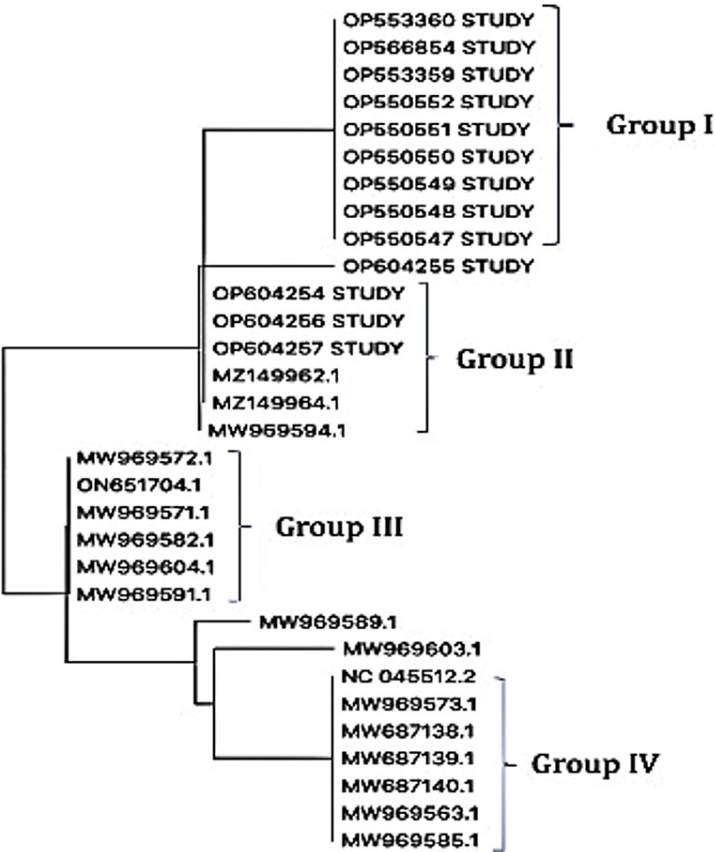 OP553360 STUDY
OP566854 STUDY
OP553359 STUDY
OP550552 STUDY
OP550551 STUDY
Group I
OP550550 STUDY
OP550549 STUDY
OP550548 STUDY
OP550547 STUDY
OP604255 STUDY
OP604254 STUDY
OP604256 STUDY
OP604257 STUDY
Group II
MZ149962.1
MZ149964.1
MW969594.1
MW969572.1
ON651704.1
MW969571.1
Group III
MW969582.1
MW969604.1
MW969591.1
MW969589.1
MW969603.1
NC 045512.2
MW969573.1
MW687138.1
MW687139.1
Group IV
MW687140.1
MW969563.1
MW969585.1